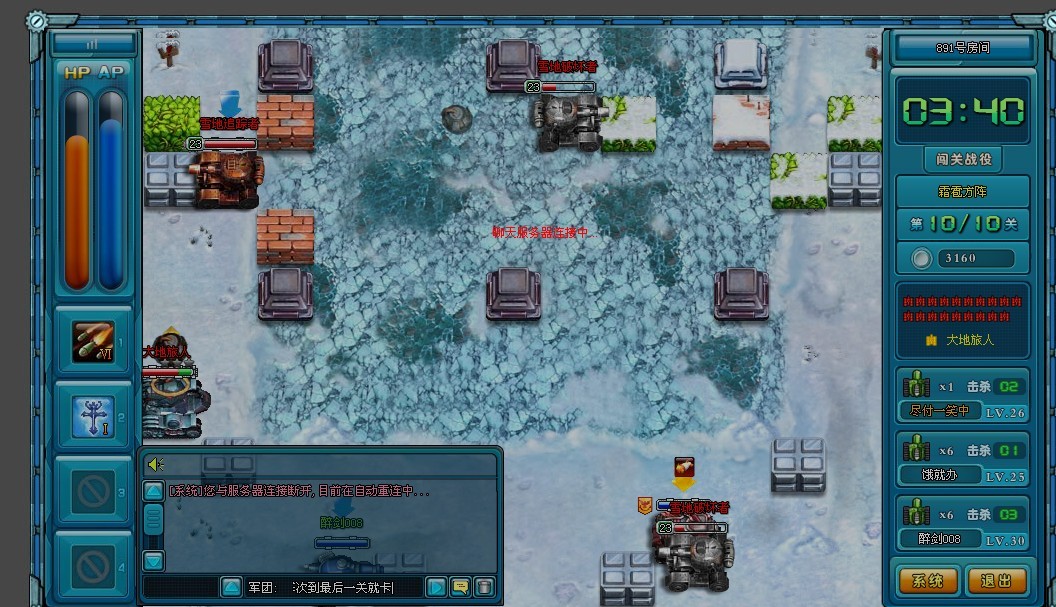 HP AP
891号房间
03:40
闯关战役
霜雹方阵
第10/10关
3160
大地旅人
x1 击杀 02
尽付一笑中 LV.26
x6 击杀 01
饿就办 LV.25
x6 击杀 03
醉剑008 LV.30
系统 退出
雪地破坏者
23
雪地追踪者
23
聊天服务器连接中
大地旅人
VI
1
I
2
3
4
[系统]您与服务器连接断开, 目前在自动重连中...
醉剑008
军团: 次到最后一关就卡
雪地破坏者
23